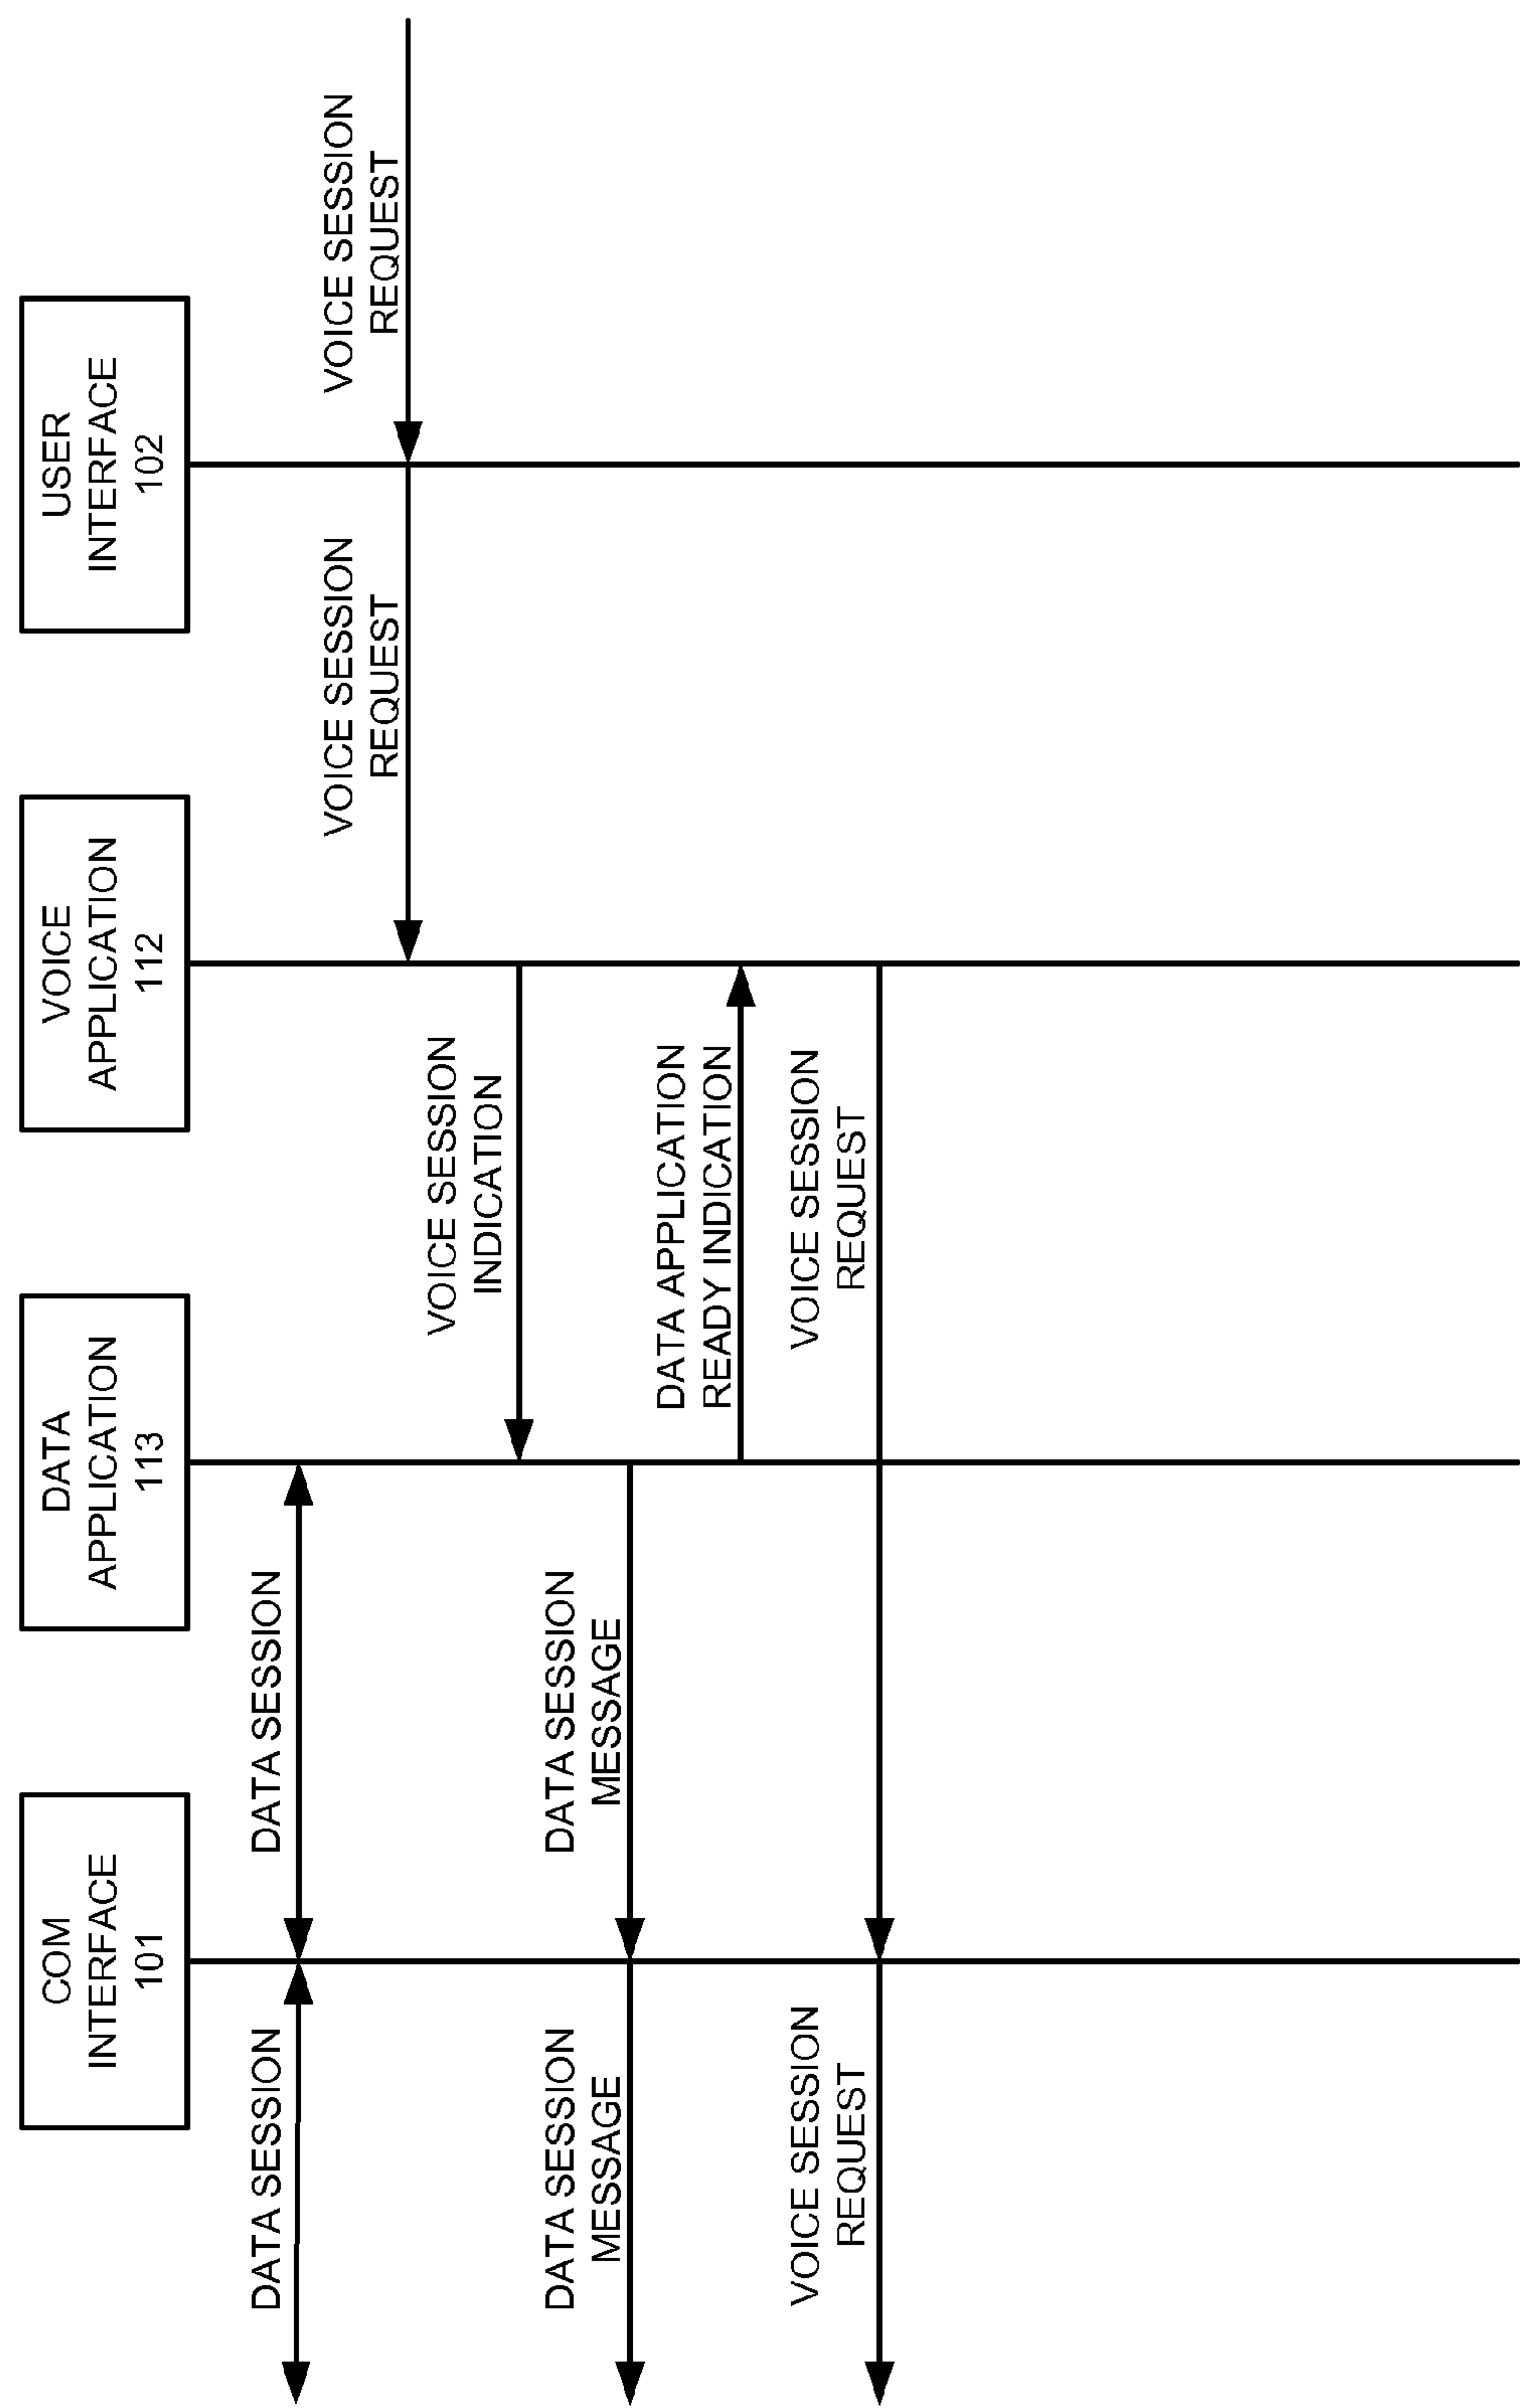 COM
INTERFACE
101
DATA
APPLICATION
113
VOICE
APPLICATION
112
USER
INTERFACE
102
DATA SESSION
DATA SESSION
VOICE SESSION
REQUEST
VOICE SESSION
REQUEST
VOICE SESSION
INDICATION
DATA SESSION
MESSAGE
DATA SESSION
MESSAGE
DATA APPLICATION
READY INDICATION
VOICE SESSION
REQUEST
VOICE SESSION
REQUEST